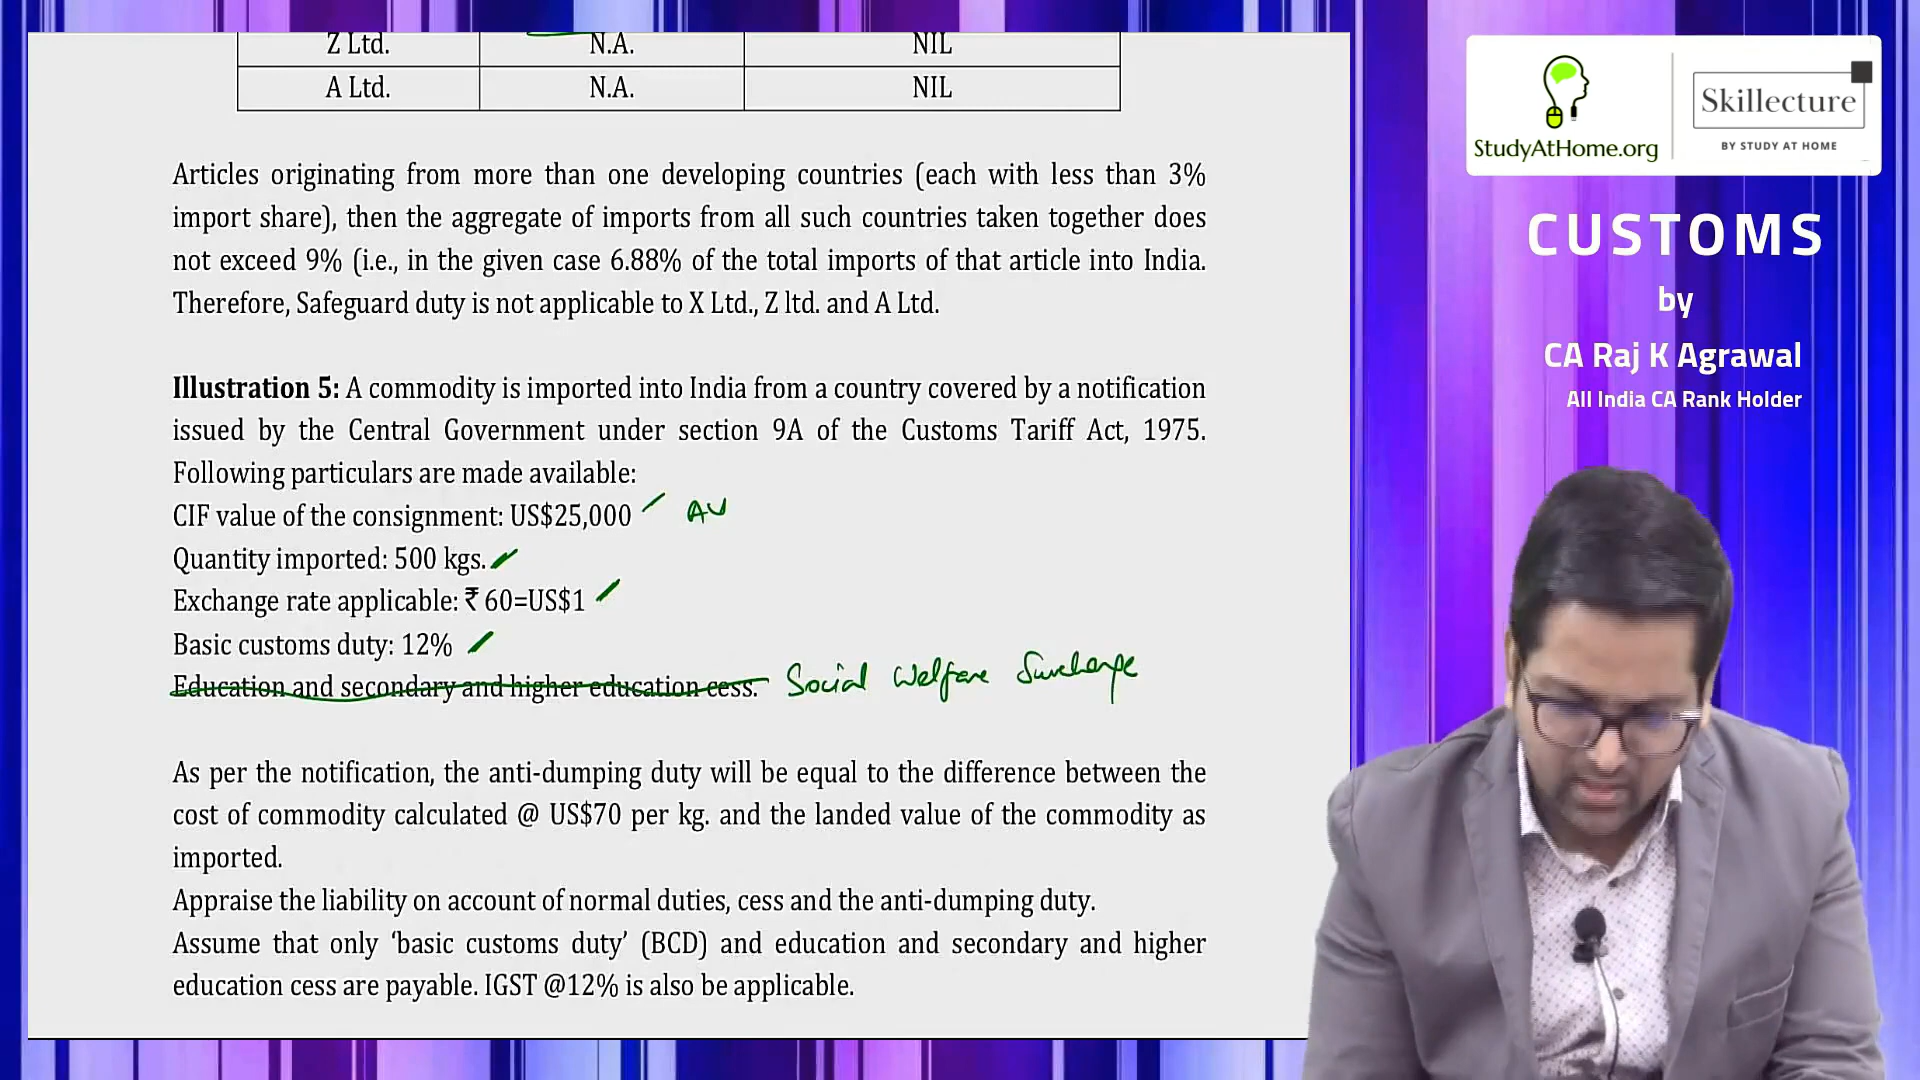 Z Ltd. N.A. NIL
A Ltd. N.A. NIL
Articles originating from more than one developing countries (each with less than 3%
import share), then the aggregate of imports from all such countries taken together does
not exceed 9% (i.e., in the given case 6.88% of the total imports of that article into India.
Therefore, Safeguard duty is not applicable to X Ltd., Z ltd. and A Ltd.
Illustration 5: A commodity is imported into India from a country covered by a notification
issued by the Central Government under section 9A of the Customs Tariff Act, 1975.
Following particulars are made available:
CIF value of the consignment: US$25,000 AV
Quantity imported: 500 kgs.
Exchange rate applicable: ₹ 60=US$1
Basic customs duty: 12%
Education and secondary and higher education cess. Social Welfare Surcharge
As per the notification, the anti-dumping duty will be equal to the difference between the
cost of commodity calculated @ US$70 per kg. and the landed value of the commodity as
imported.
Appraise the liability on account of normal duties, cess and the anti-dumping duty.
Assume that only ‘basic customs duty’ (BCD) and education and secondary and higher
education cess are payable. IGST @12% is also be applicable.
StudyAtHome.org
Skillecture
BY STUDY AT HOME
CUSTOMS
by
CA Raj K Agrawal
All India CA Rank Holder